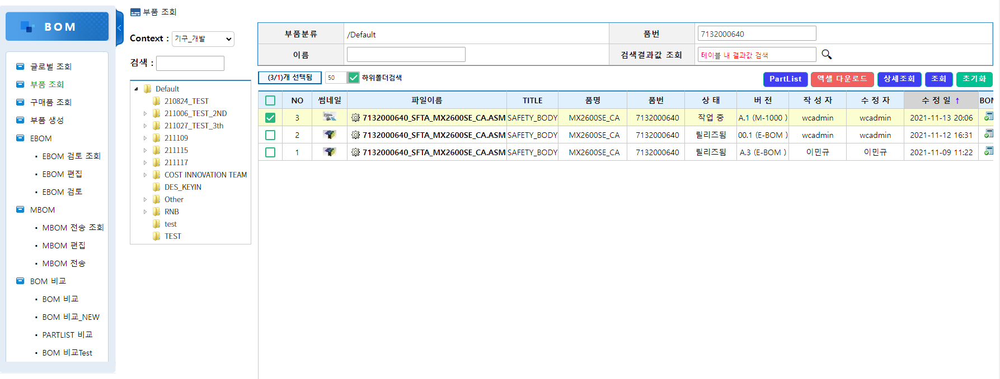 BOM
<
글로벌 조회
부품 조회
구매품 조회
부품 생성
EBOM
EBOM 검토 조회
EBOM 편집
EBOM 검토
MBOM
MBOM 전송 조회
MBOM 편집
MBOM 전송
BOM 비교
BOM 비교
BOM 비교_NEW
PARTLIST 비교
BOM 비교Test
부품 조회
Context : 기구_개발
검색 :
Default
210824_TEST
211006_TEST_2ND
211027_TEST_3th
211109
211115
211117
COST INNOVATION TEAM
DES_KEYIN
Other
RNB
test
TEST
부품분류 /Default 품번 7132000640
이름 검색결과값 조회 테이블 내 결과값 검색
(3/1)개 선택됨 50 하위폴더검색 PartList 엑셀 다운로드 상세조회 조회 초기화
NO 썸네일 파일이름 TITLE 품명 품번 상 태 버 전 작 성 자 수 정 자 수 정 일 ↑ BOM
3 7132000640_SFTA_MX2600SE_CA.ASM SAFETY_BODY MX2600SE_CA 7132000640 작업 중 A.1 (M-1000 ) wcadmin wcadmin 2021-11-13 20:06
2 7132000640_SFTA_MX2600SE_CA.ASM SAFETY_BODY MX2600SE_CA 7132000640 릴리즈됨 00.1 (E-BOM ) wcadmin wcadmin 2021-11-12 16:31
1 7132000640_SFTA_MX2600SE_CA.ASM SAFETY_BODY MX2600SE_CA 7132000640 릴리즈됨 A.3 (E-BOM ) 이민규 이민규 2021-11-09 11:22